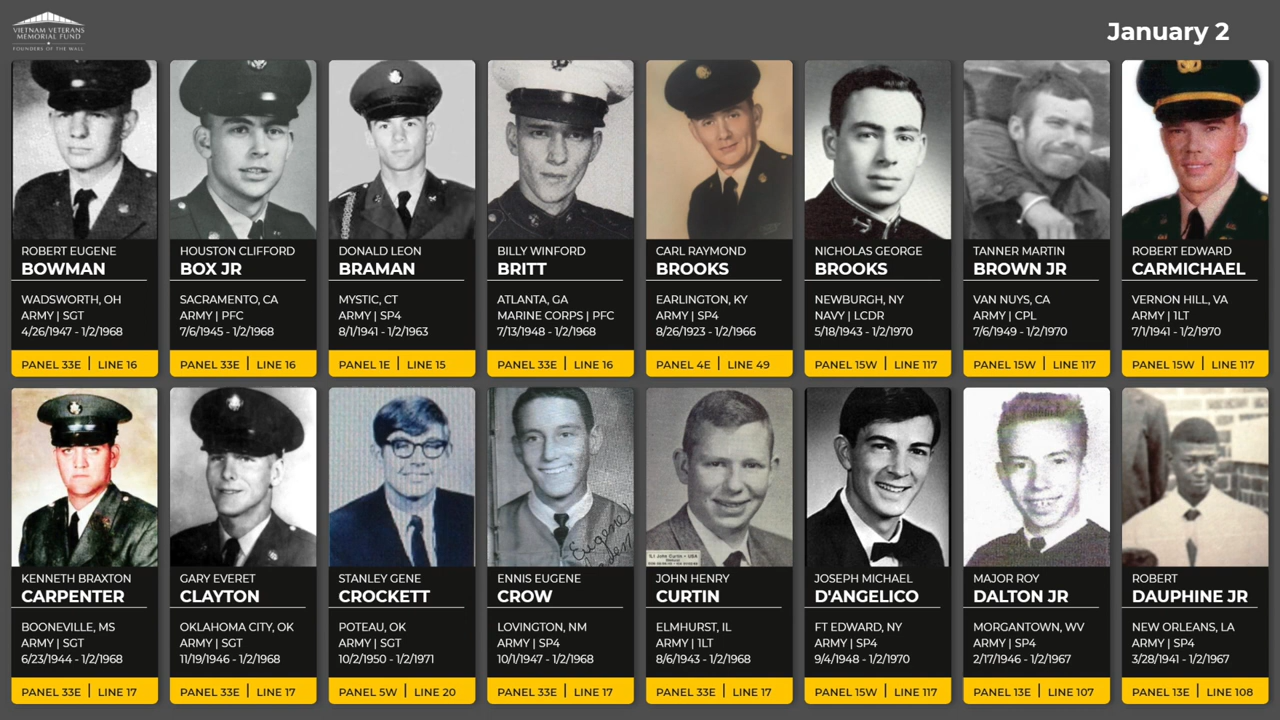 VIETNAM VETERANS
MEMORIAL FUND
FOUNDERS OF THE WALL
January 2
ROBERT EUGENE
BOWMAN
WADSWORTH, OH
ARMY | SGT
4/26/1947 - 1/2/1968
PANEL 33E | LINE 16
HOUSTON CLIFFORD
BOX JR
SACRAMENTO, CA
ARMY | PFC
7/6/1945 - 1/2/1968
PANEL 33E | LINE 16
DONALD LEON
BRAMAN
MYSTIC, CT
ARMY | SP4
8/1/1941 - 1/2/1963
PANEL 1E | LINE 15
BILLY WINFORD
BRITT
ATLANTA, GA
MARINE CORPS | PFC
7/13/1948 - 1/2/1968
PANEL 33E | LINE 16
CARL RAYMOND
BROOKS
EARLINGTON, KY
ARMY | SP4
8/26/1923 - 1/2/1966
PANEL 4E | LINE 49
NICHOLAS GEORGE
BROOKS
NEWBURGH, NY
NAVY | LCDR
5/18/1943 - 1/2/1970
PANEL 15W | LINE 117
TANNER MARTIN
BROWN JR
VAN NUYS, CA
ARMY | CPL
7/6/1949 - 1/2/1970
PANEL 15W | LINE 117
ROBERT EDWARD
CARMICHAEL
VERNON HILL, VA
ARMY | 1LT
7/1/1941 - 1/2/1970
PANEL 15W | LINE 117
KENNETH BRAXTON
CARPENTER
BOONEVILLE, MS
ARMY | SGT
6/23/1944 - 1/2/1968
PANEL 33E | LINE 17
GARY EVERET
CLAYTON
OKLAHOMA CITY, OK
ARMY | SGT
11/19/1946 - 1/2/1968
PANEL 33E | LINE 17
STANLEY GENE
CROCKETT
POTEAU, OK
ARMY | SGT
10/2/1950 - 1/2/1971
PANEL 5W | LINE 20
Eugene
ENNIS EUGENE
CROW
LOVINGTON, NM
ARMY | SP4
10/1/1947 - 1/2/1968
PANEL 33E | LINE 17
JOHN HENRY
CURTIN
ELMHURST, IL
ARMY | 1LT
8/6/1943 - 1/2/1968
PANEL 33E | LINE 17
JOSEPH MICHAEL
D'ANGELICO
FT EDWARD, NY
ARMY | SP4
9/4/1948 - 1/2/1970
PANEL 15W | LINE 117
MAJOR ROY
DALTON JR
MORGANTOWN, WV
ARMY | SP4
2/17/1946 - 1/2/1967
PANEL 13E | LINE 107
ROBERT
DAUPHINE JR
NEW ORLEANS, LA
ARMY | SP4
3/28/1941 - 1/2/1967
PANEL 13E | LINE 108